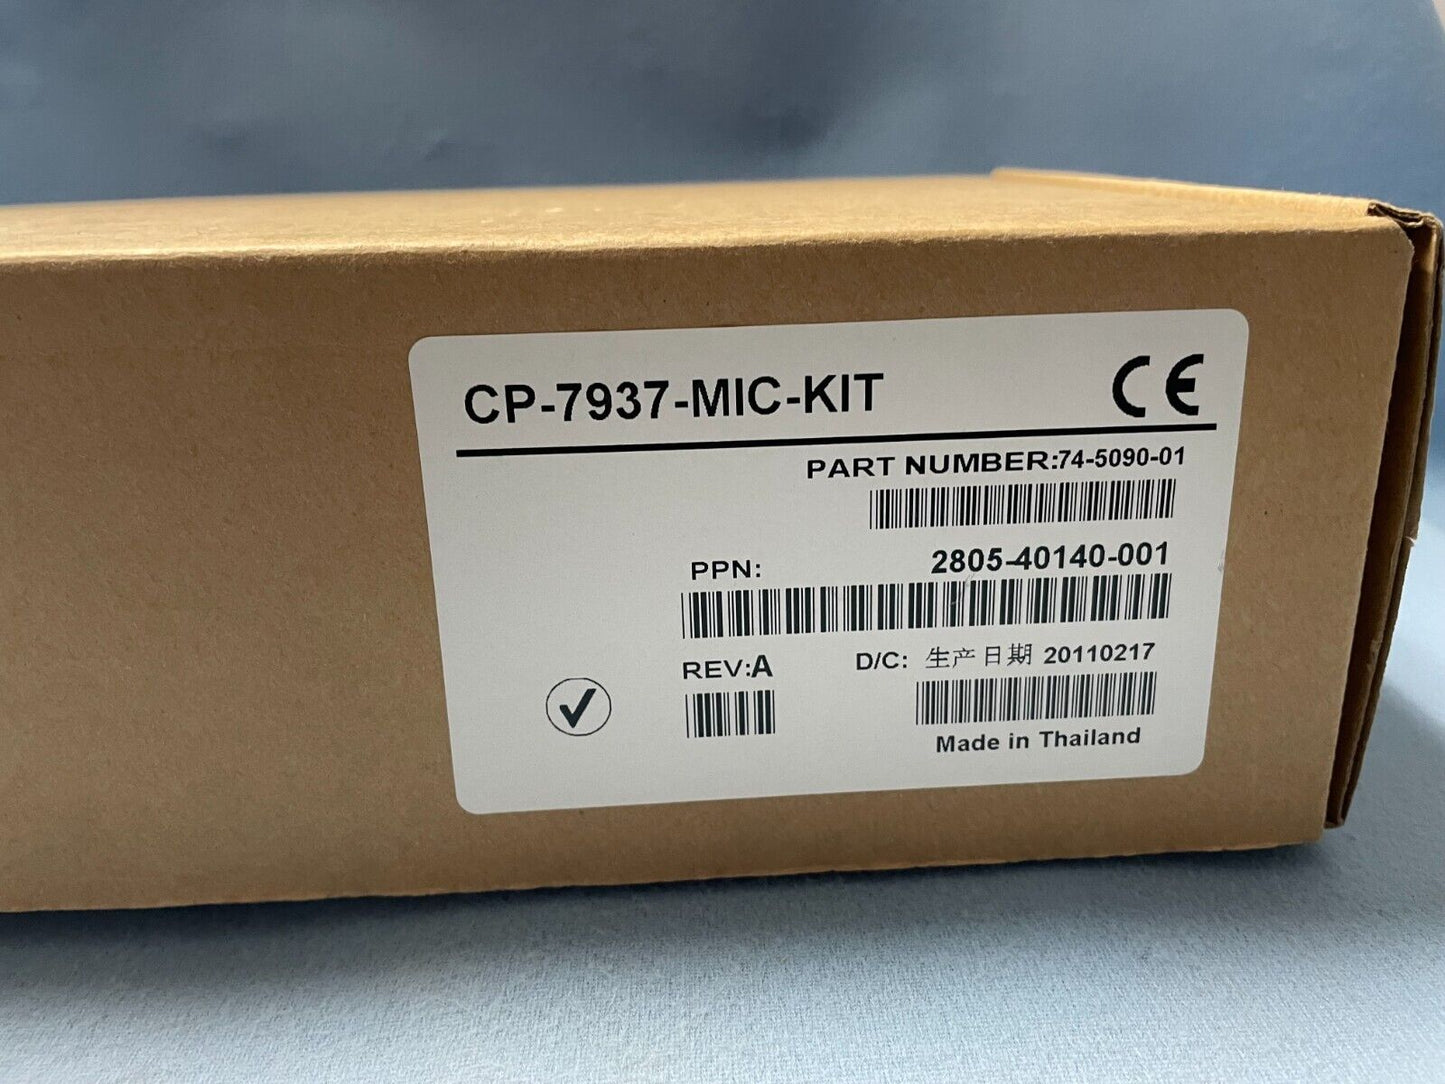 CP-7937-MIC-KIT CE
PART NUMBER:74-5090-01
PPN: 2805-40140-001
REV:A D/C: 生产日期 20110217
Made in Thailand